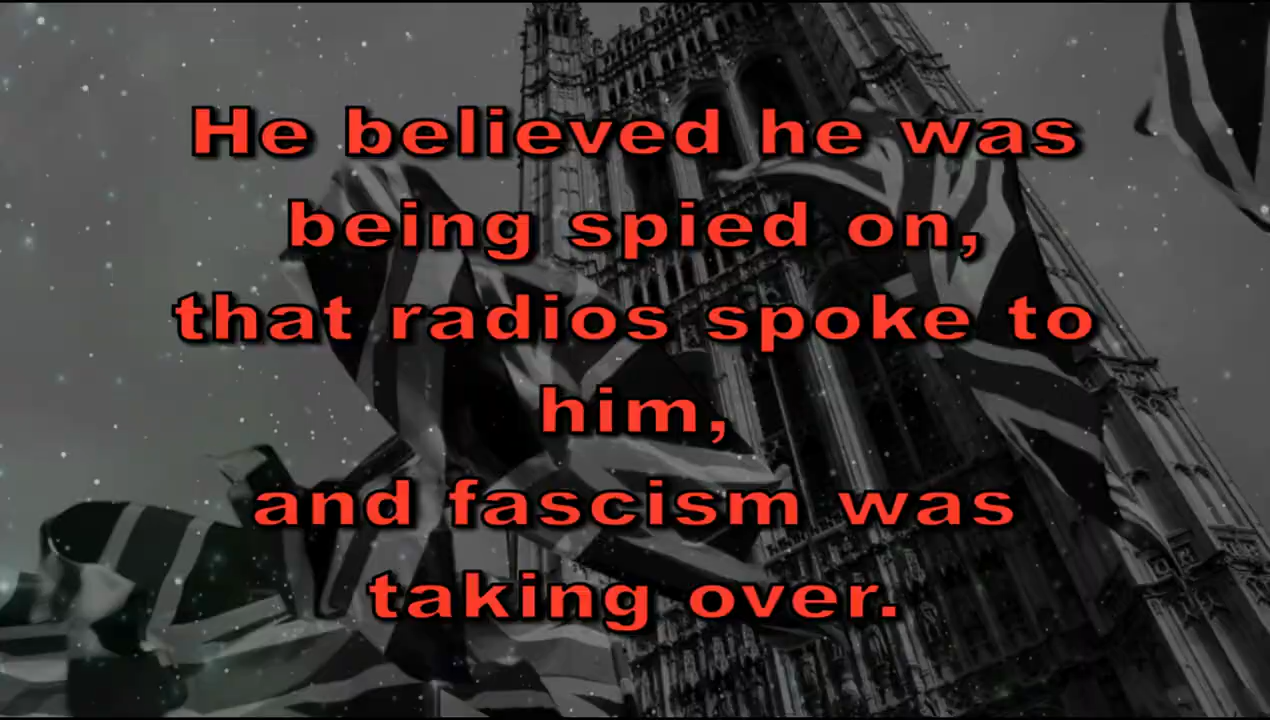 He believed he was
being spied on,
that radios spoke to
him,
and fascism was
taking over.